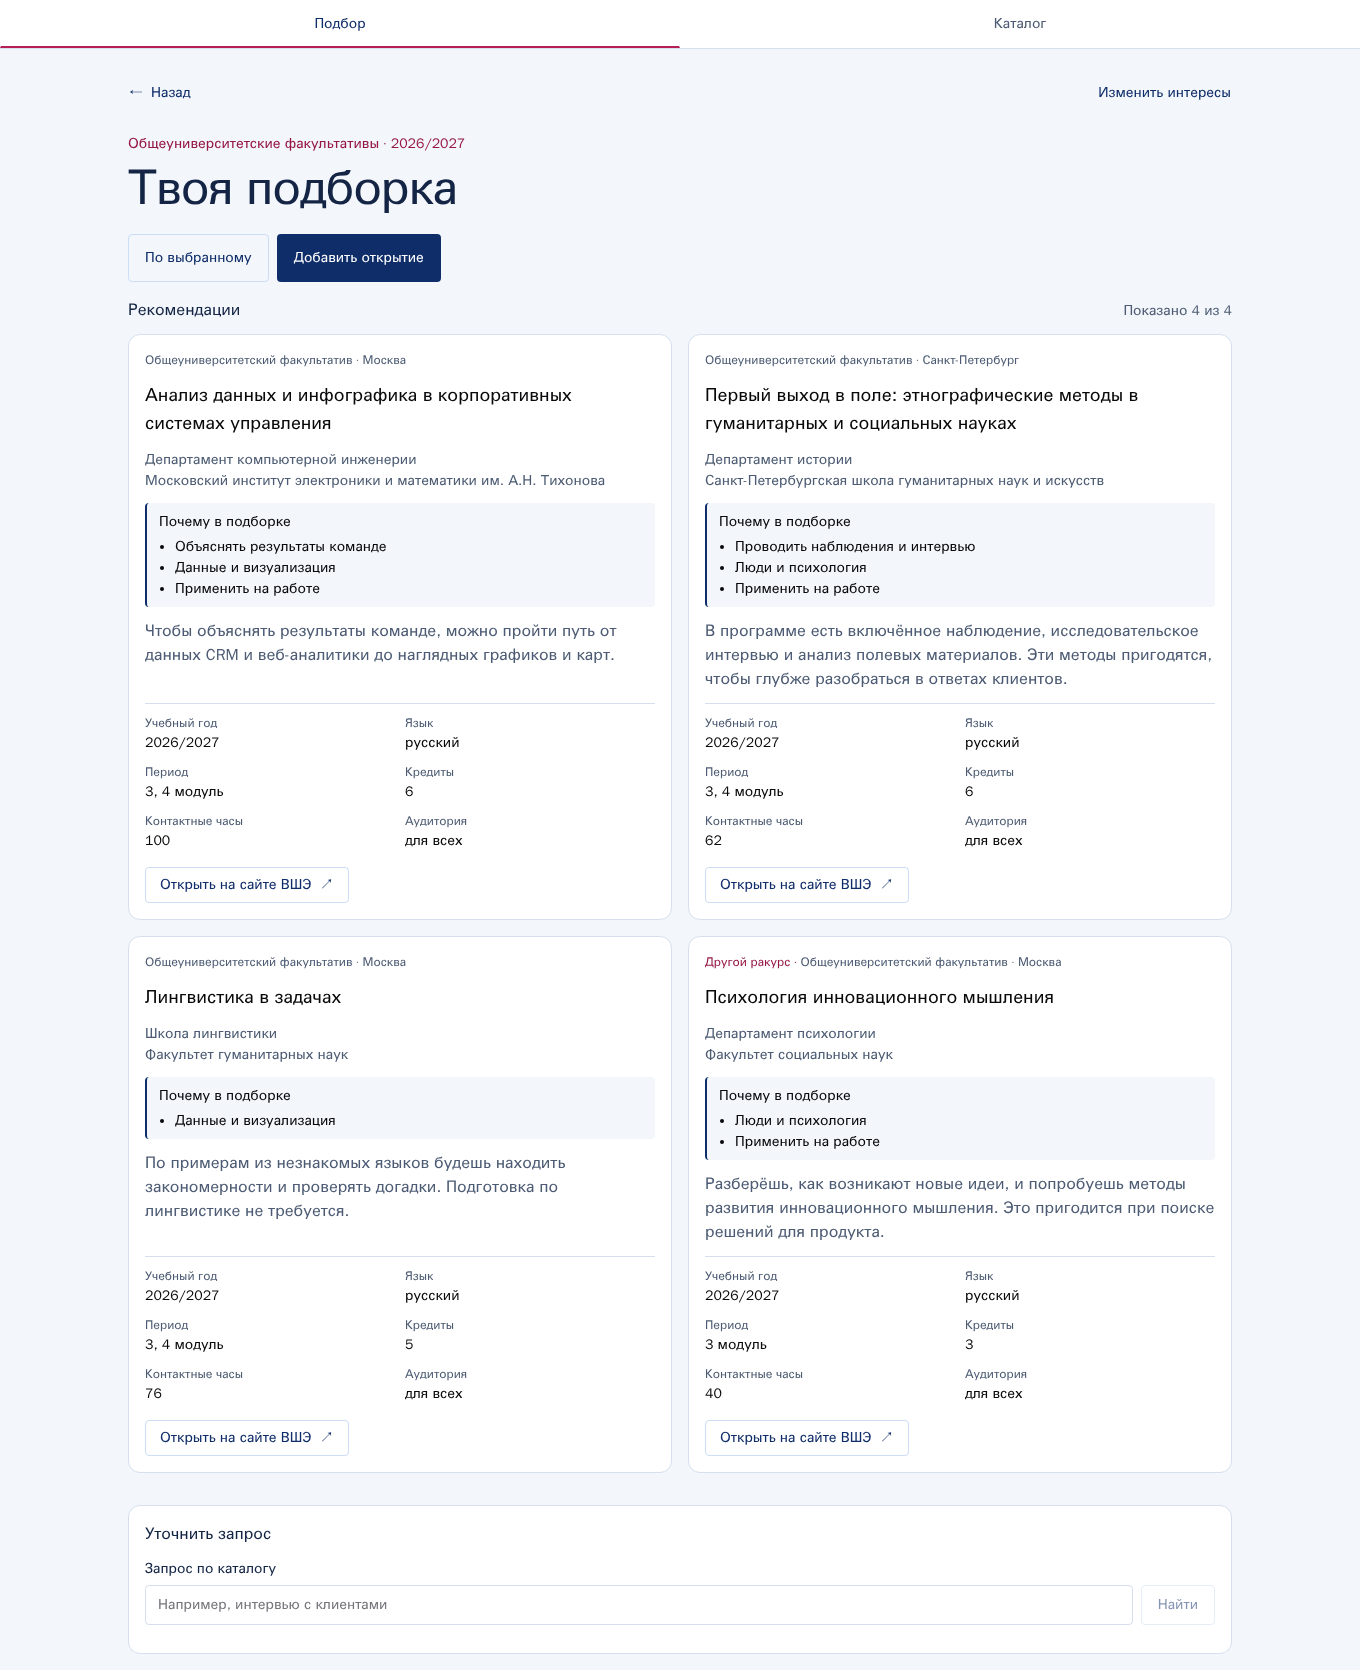 Подбор
Каталог
← Назад
Изменить интересы
Общеуниверситетские факультативы · 2026/2027
Твоя подборка
По выбранному
Добавить открытие
Рекомендации
Показано 4 из 4
Общеуниверситетский факультатив · Москва
Анализ данных и инфографика в корпоративных
системах управления
Департамент компьютерной инженерии
Московский институт электроники и математики им. А.Н. Тихонова
Почему в подборке
• Объяснять результаты команде
• Данные и визуализация
• Применить на работе
Чтобы объяснять результаты команде, можно пройти путь от
данных CRM и веб-аналитики до наглядных графиков и карт.
Учебный год
Язык
2026/2027
русский
Период
Кредиты
3, 4 модуль
6
Контактные часы
Аудитория
100
для всех
Открыть на сайте ВШЭ ↗
Общеуниверситетский факультатив · Санкт-Петербург
Первый выход в поле: этнографические методы в
гуманитарных и социальных науках
Департамент истории
Санкт-Петербургская школа гуманитарных наук и искусств
Почему в подборке
• Проводить наблюдения и интервью
• Люди и психология
• Применить на работе
В программе есть включённое наблюдение, исследовательское
интервью и анализ полевых материалов. Эти методы пригодятся,
чтобы глубже разобраться в ответах клиентов.
Учебный год
Язык
2026/2027
русский
Период
Кредиты
3, 4 модуль
6
Контактные часы
Аудитория
62
для всех
Открыть на сайте ВШЭ ↗
Общеуниверситетский факультатив · Москва
Лингвистика в задачах
Школа лингвистики
Факультет гуманитарных наук
Почему в подборке
• Данные и визуализация
По примерам из незнакомых языков будешь находить
закономерности и проверять догадки. Подготовка по
лингвистике не требуется.
Учебный год
Язык
2026/2027
русский
Период
Кредиты
3, 4 модуль
5
Контактные часы
Аудитория
76
для всех
Открыть на сайте ВШЭ ↗
Другой ракурс · Общеуниверситетский факультатив · Москва
Психология инновационного мышления
Департамент психологии
Факультет социальных наук
Почему в подборке
• Люди и психология
• Применить на работе
Разберёшь, как возникают новые идеи, и попробуешь методы
развития инновационного мышления. Это пригодится при поиске
решений для продукта.
Учебный год
Язык
2026/2027
русский
Период
Кредиты
3 модуль
3
Контактные часы
Аудитория
40
для всех
Открыть на сайте ВШЭ ↗
Уточнить запрос
Запрос по каталогу
Например, интервью с клиентами
Найти